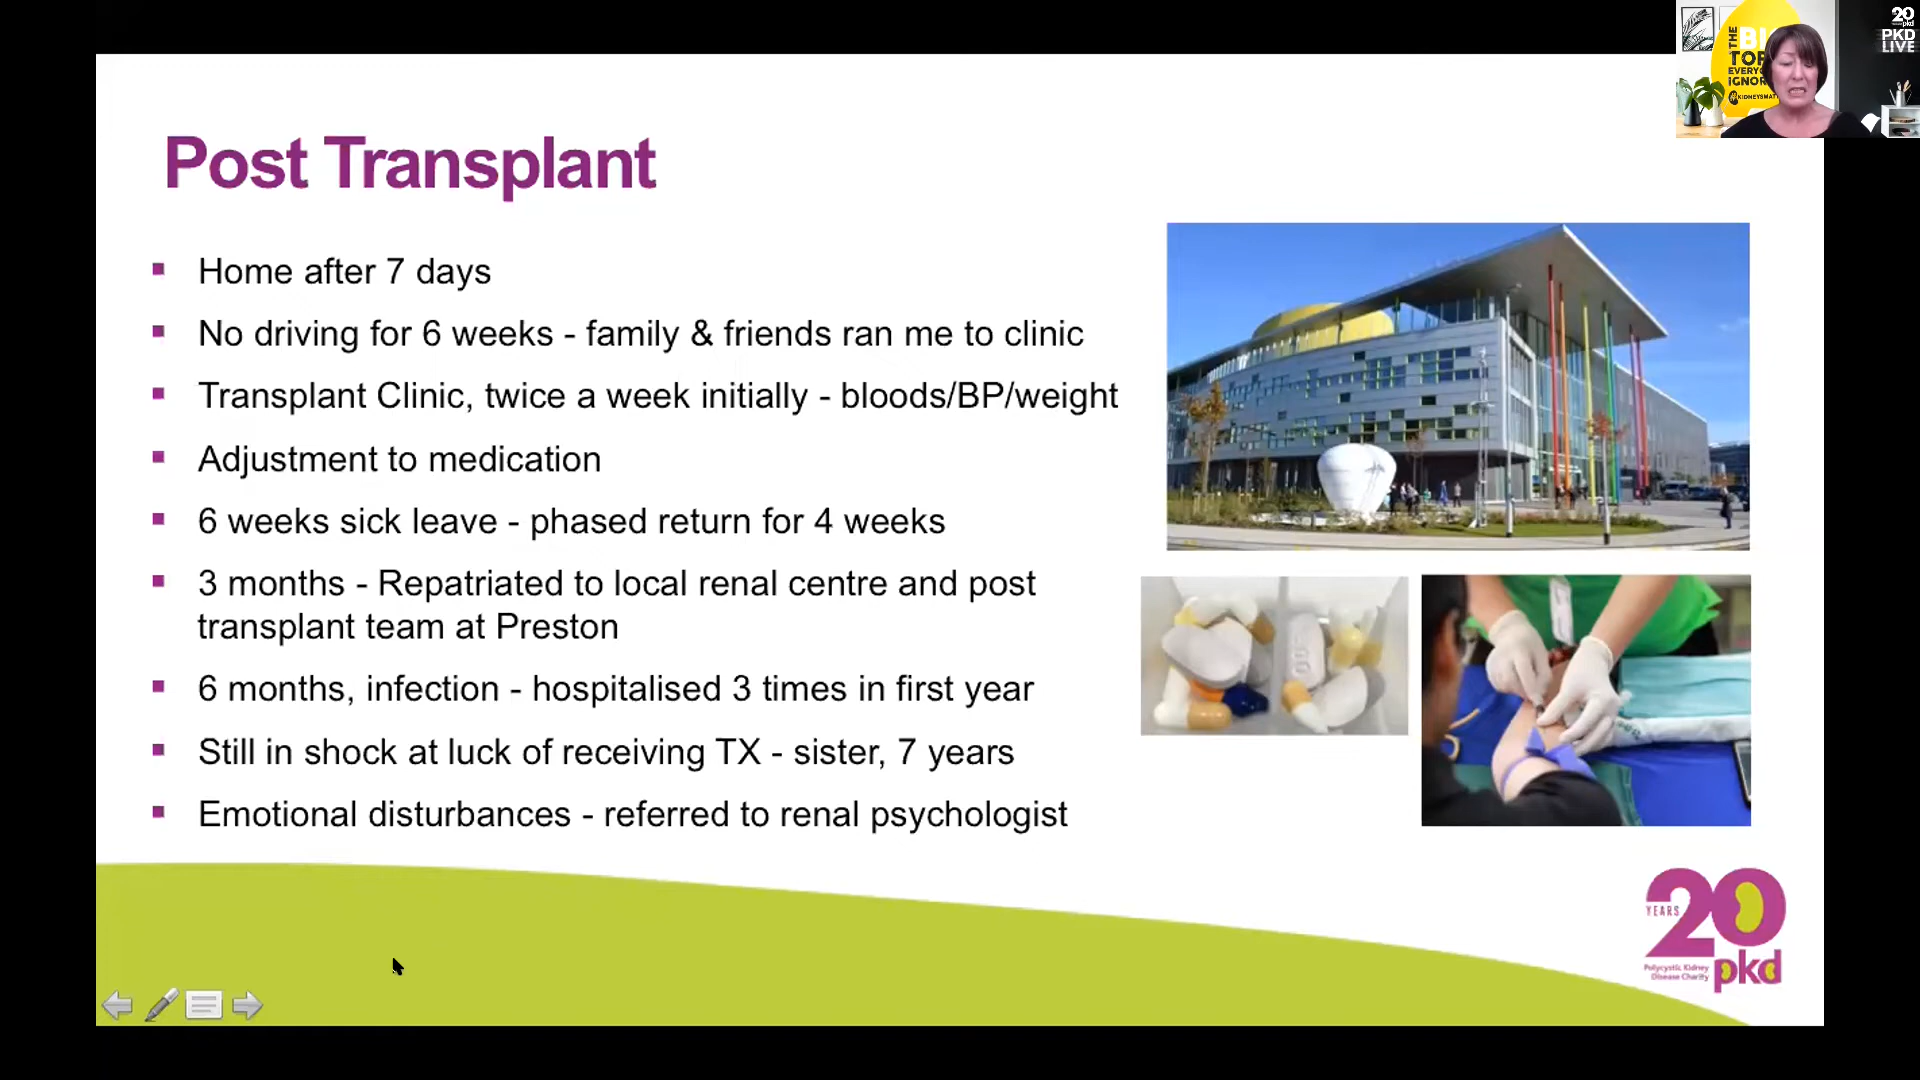 Post Transplant
Home after 7 days
No driving for 6 weeks - family & friends ran me to clinic
Transplant Clinic, twice a week initially - bloods/BP/weight
Adjustment to medication
6 weeks sick leave - phased return for 4 weeks
3 months - Repatriated to local renal centre and post
transplant team at Preston
6 months, infection - hospitalised 3 times in first year
Still in shock at luck of receiving TX - sister, 7 years
Emotional disturbances - referred to renal psychologist
THE
EVERY
20
pkd
PKD
LIVE
YEARS
20
Polycystic Kidney
Disease Charity
pkd